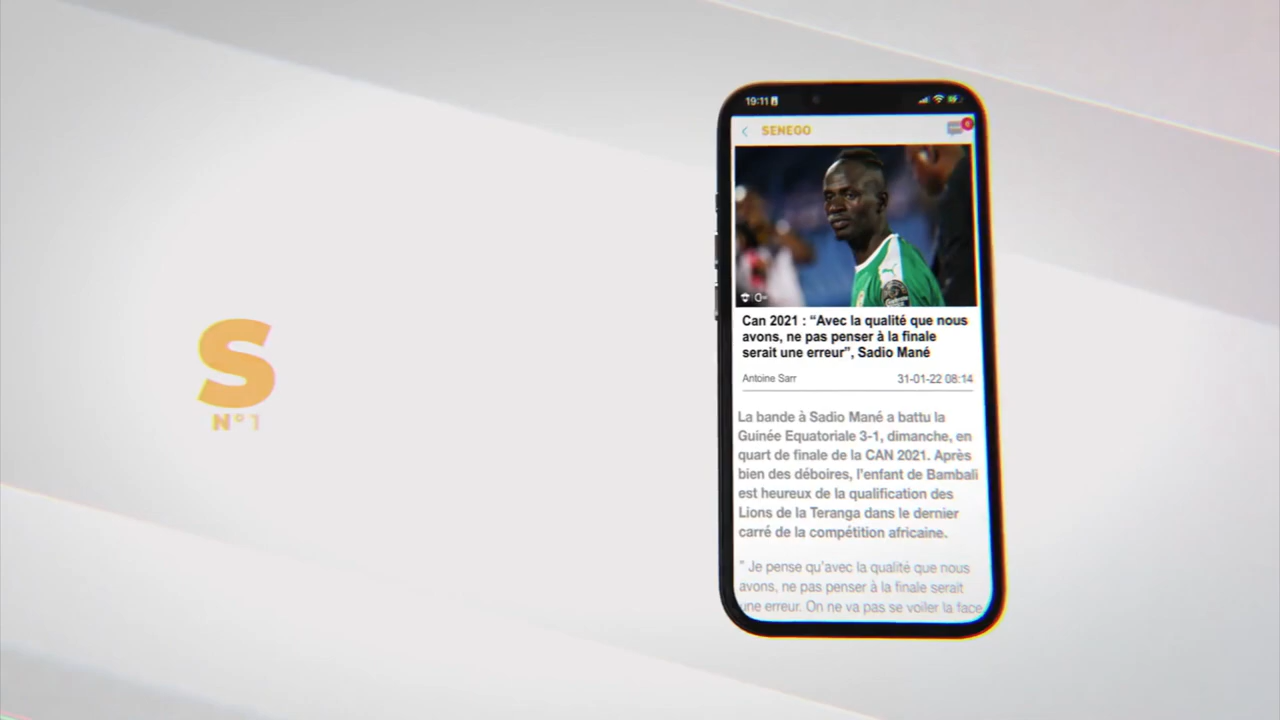 S
N°1
19:11
SENEGO
Can 2021 : “Avec la qualité que nous
avons, ne pas penser à la finale
serait une erreur”, Sadio Mané
Antoine Sarr
31-01-22 08:14
La bande à Sadio Mané a battu la
Guinée Equatoriale 3-1, dimanche, en
quart de finale de la CAN 2021. Après
bien des déboires, l’enfant de Bambali
est heureux de la qualification des
Lions de la Teranga dans le dernier
carré de la compétition africaine.
" Je pense qu’avec la qualité que nous
avons, ne pas penser à la finale serait
une erreur. On ne va pas se voiler la face